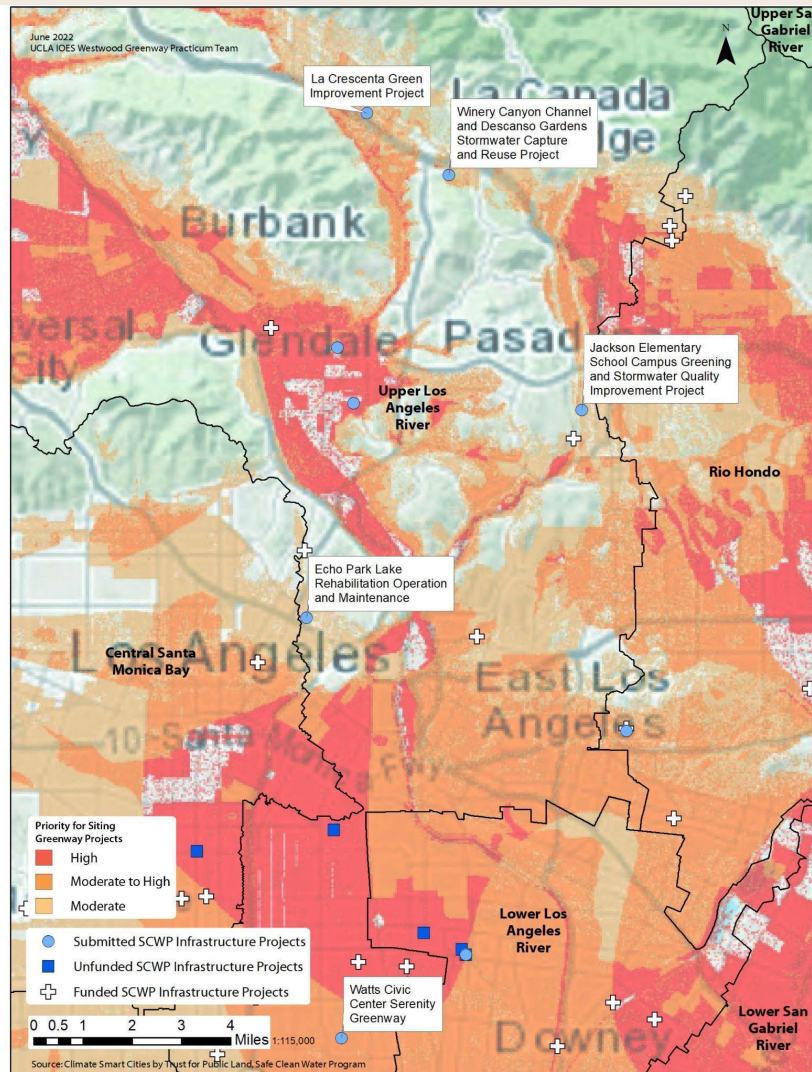 June 2022
UCLA IOES Westwood Greenway Practicum Team
Upper San
Gabriel
River
N
La Crescenta Green
Improvement Project
La Canada
Winery Canyon Channel
and Descanso Gardens
Stormwater Capture
and Reuse Project
Burbank
Glendale
City
Jackson Elementary
School Campus Greening
and Stormwater Quality
Improvement Project
Upper Los
Angeles
River
Rio Hondo
Echo Park Lake
Rehabilitation Operation
and Maintenance
Central Santa
Monica Bay
Los Angeles
East Los
Angeles
10-Santa Monica Fwy
Priority for Siting
Greenway Projects
High
Moderate to High
Moderate
Lower Los
Angeles
River
Submitted SCWP Infrastructure Projects
Unfunded SCWP Infrastructure Projects
Funded SCWP Infrastructure Projects
Watts Civic
Center Serenity
Greenway
Lower San
Gabriel
River
0 0.5 1 2 3 4
Miles 1:115,000
Downey
Source: Climate Smart Cities by Trust for Public Land, Safe Clean Water Program